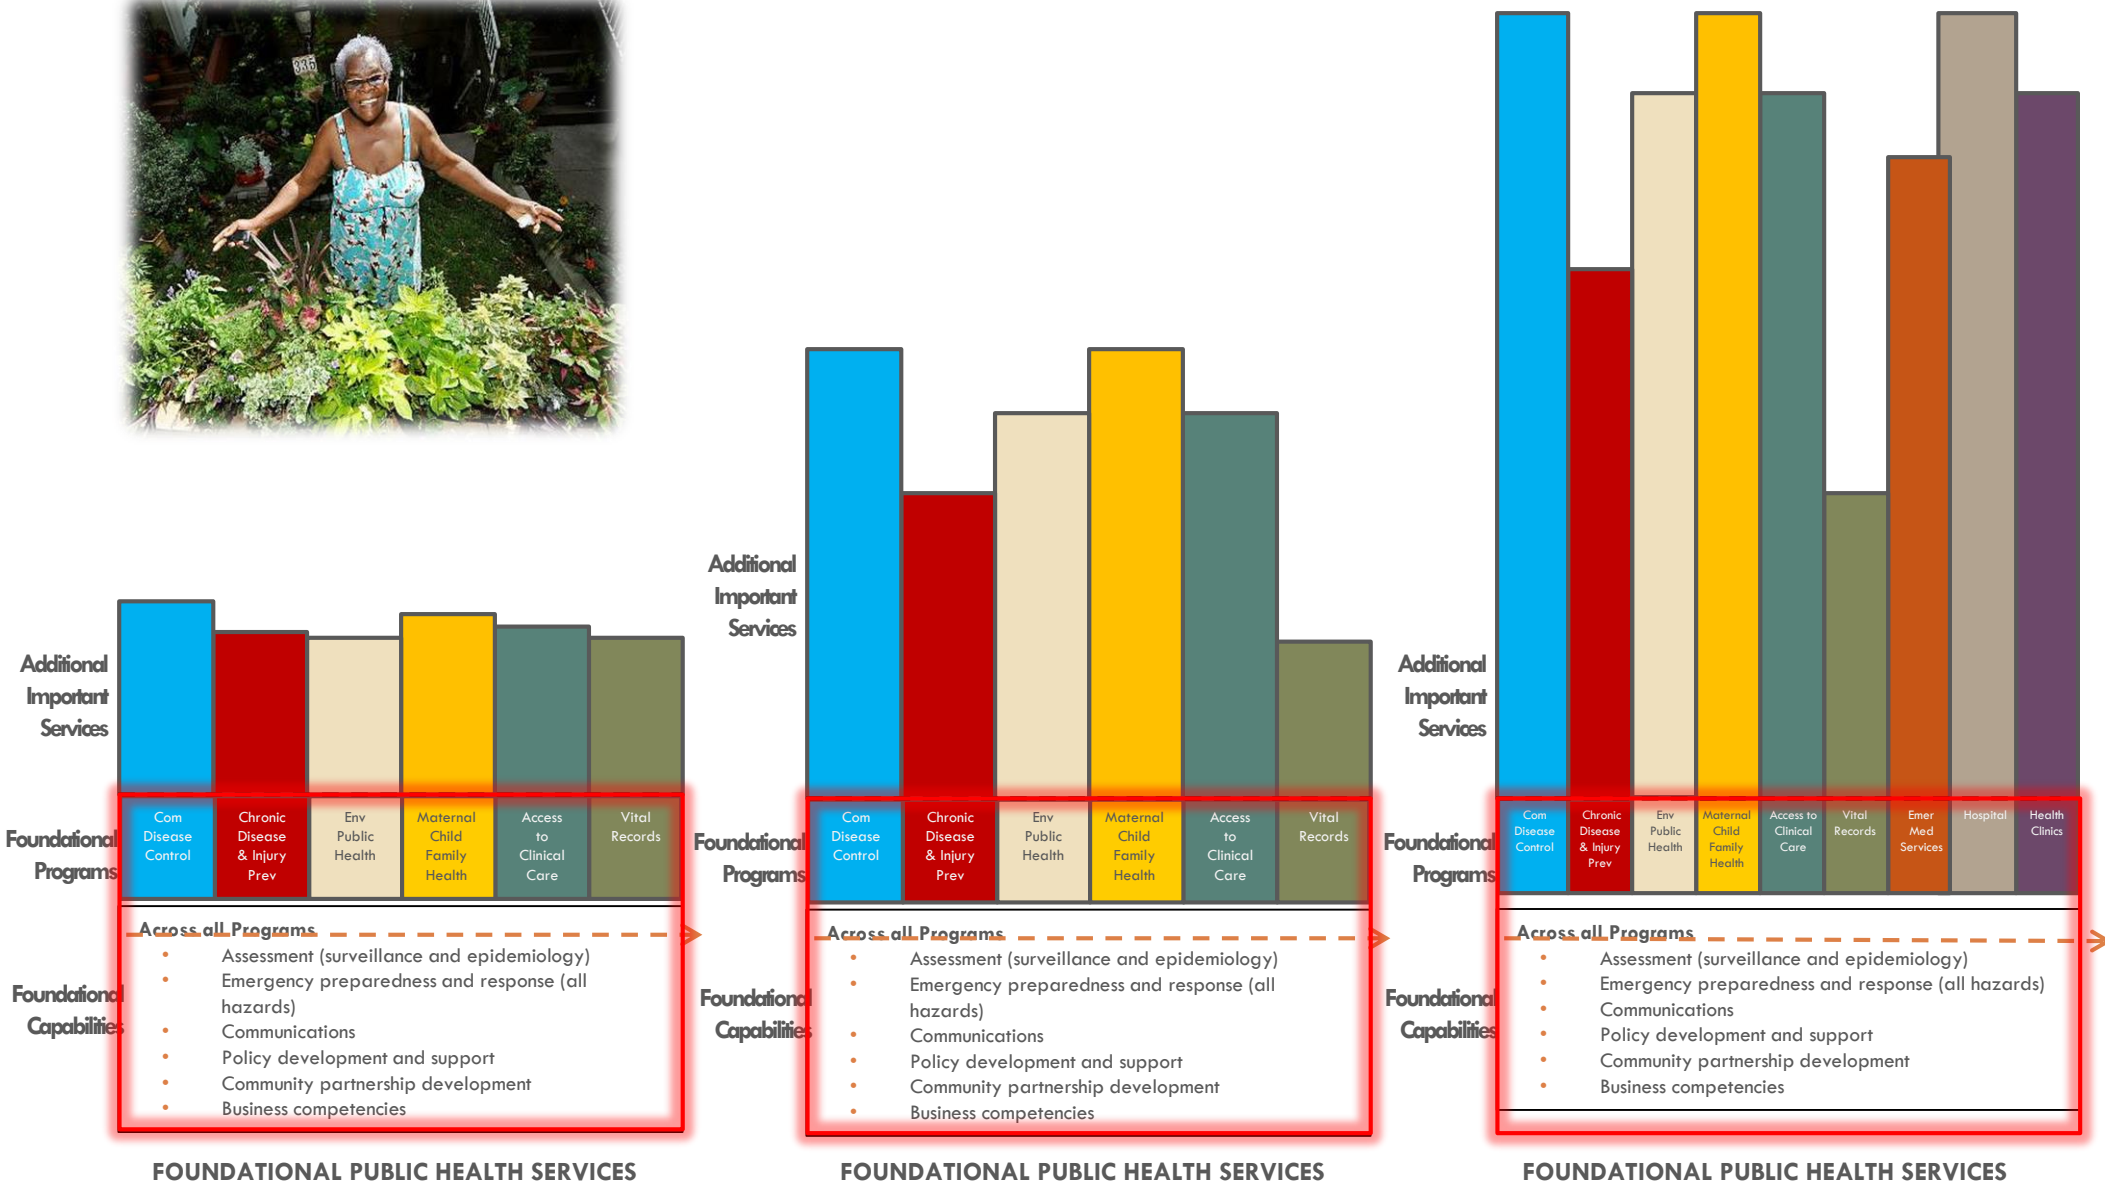 336
Additional
Important
Services
Foundational
Programs
Com
Disease
Control
Chronic
Disease
& Injury
Prev
Env
Public
Health
Maternal
Child
Family
Health
Access
to
Clinical
Care
Vital
Records
Foundational
Capabilities
Across all Programs
• Assessment (surveillance and epidemiology)
• Emergency preparedness and response (all
hazards)
• Communications
• Policy development and support
• Community partnership development
• Business competencies
FOUNDATIONAL PUBLIC HEALTH SERVICES
Additional
Important
Services
Foundational
Programs
Com
Disease
Control
Chronic
Disease
& Injury
Prev
Env
Public
Health
Maternal
Child
Family
Health
Access
to
Clinical
Care
Vital
Records
Foundational
Capabilities
Across all Programs
• Assessment (surveillance and epidemiology)
• Emergency preparedness and response (all
hazards)
• Communications
• Policy development and support
• Community partnership development
• Business competencies
FOUNDATIONAL PUBLIC HEALTH SERVICES
Additional
Important
Services
Foundational
Programs
Com
Disease
Control
Chronic
Disease
& Injury
Prev
Env
Public
Health
Maternal
Child
Family
Health
Access to
Clinical
Care
Vital
Records
Emer
Med
Services
Hospital
Health
Clinics
Foundational
Capabilities
Across all Programs
• Assessment (surveillance and epidemiology)
• Emergency preparedness and response (all hazards)
• Communications
• Policy development and support
• Community partnership development
• Business competencies
FOUNDATIONAL PUBLIC HEALTH SERVICES